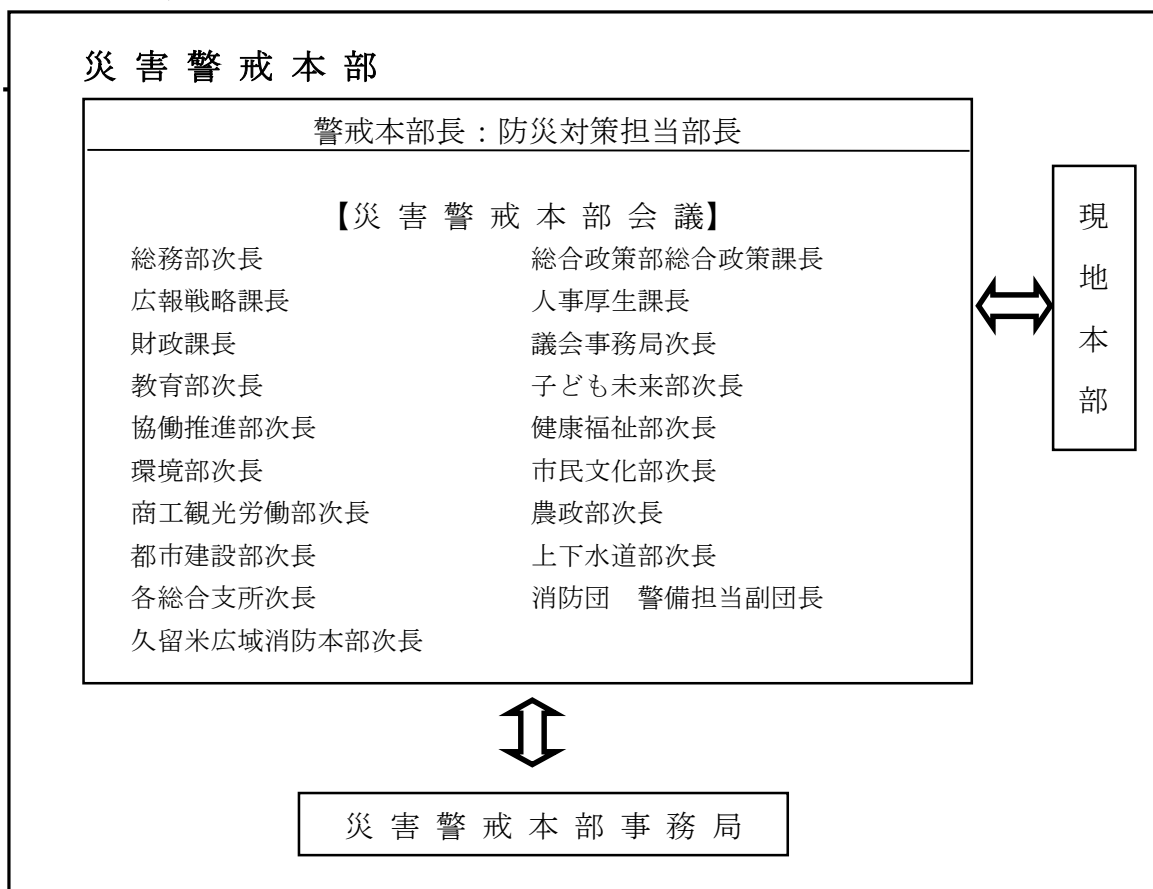 災害警戒本部
警戒本部長：防災対策担当部長
【災害警戒本部会議】
総務部次長　総合政策部総合政策課長
広報戦略課長　人事厚生課長
財政課長　議会事務局次長
教育部次長　子ども未来部次長
協働推進部次長　健康福祉部次長
環境部次長　市民文化部次長
商工観光労働部次長　農政部次長
都市建設部次長　上下水道部次長
各総合支所次長　消防団　警備担当副団長
久留米広域消防本部次長
現地本部
災害警戒本部事務局